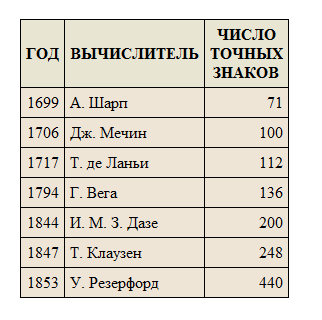 ГОД ВЫЧИСЛИТЕЛЬ ЧИСЛО ТОЧНЫХ ЗНАКОВ
1699 А. Шарп 71
1706 Дж. Мечин 100
1717 Т. де Ланьи 112
1794 Г. Вега 136
1844 И. М. З. Дазе 200
1847 Т. Клаузен 248
1853 У. Резерфорд 440